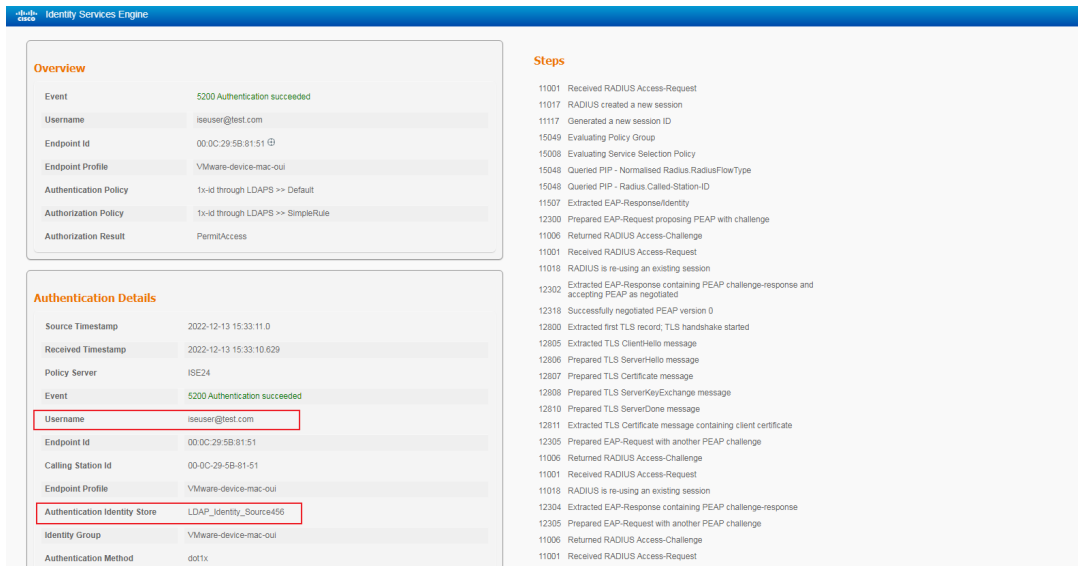 cisco Identity Services Engine
Overview
Event 5200 Authentication succeeded
Username iseuser@test.com
Endpoint Id 00:0C:29:5B:81:51
Endpoint Profile VMware-device-mac-oui
Authentication Policy 1x-id through LDAPS >> Default
Authorization Policy 1x-id through LDAPS >> SimpleRule
Authorization Result PermitAccess
Authentication Details
Source Timestamp 2022-12-13 15:33:11.0
Received Timestamp 2022-12-13 15:33:10.629
Policy Server ISE24
Event 5200 Authentication succeeded
Username iseuser@test.com
Endpoint Id 00:0C:29:5B:81:51
Calling Station Id 00-0C-29-5B-81-51
Endpoint Profile VMware-device-mac-oui
Authentication Identity Store LDAP_Identity_Source456
Identity Group VMware-device-mac-oui
Authentication Method dot1x
Steps
11001 Received RADIUS Access-Request
11017 RADIUS created a new session
11117 Generated a new session ID
15049 Evaluating Policy Group
15008 Evaluating Service Selection Policy
15048 Queried PIP - Normalised Radius.RadiusFlowType
15048 Queried PIP - Radius.Called-Station-ID
11507 Extracted EAP-Response/Identity
12300 Prepared EAP-Request proposing PEAP with challenge
11006 Returned RADIUS Access-Challenge
11001 Received RADIUS Access-Request
11018 RADIUS is re-using an existing session
12302 Extracted EAP-Response containing PEAP challenge-response and
accepting PEAP as negotiated
12318 Successfully negotiated PEAP version 0
12800 Extracted first TLS record; TLS handshake started
12805 Extracted TLS ClientHello message
12806 Prepared TLS ServerHello message
12807 Prepared TLS Certificate message
12808 Prepared TLS ServerKeyExchange message
12810 Prepared TLS ServerDone message
12811 Extracted TLS Certificate message containing client certificate
12305 Prepared EAP-Request with another PEAP challenge
11006 Returned RADIUS Access-Challenge
11001 Received RADIUS Access-Request
11018 RADIUS is re-using an existing session
12304 Extracted EAP-Response containing PEAP challenge-response
12305 Prepared EAP-Request with another PEAP challenge
11006 Returned RADIUS Access-Challenge
11001 Received RADIUS Access-Request